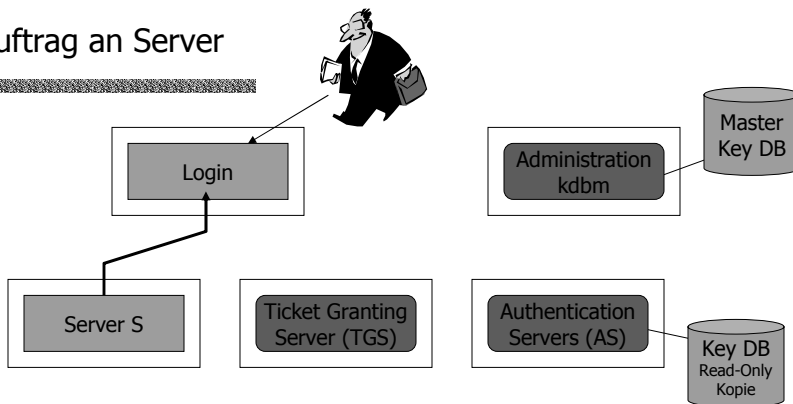 uftrag an Server
Login
Administration
kdbm
Master
Key DB
Server S
Ticket Granting
Server (TGS)
Authentication
Servers (AS)
Key DB
Read-Only
Kopie